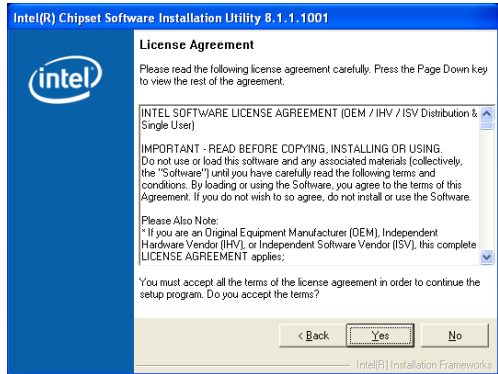 Intel(R) Chipset Software Installation Utility 8.1.1.1001
intel
License Agreement
Please read the following license agreement carefully. Press the Page Down key
to view the rest of the agreement.
INTEL SOFTWARE LICENSE AGREEMENT (OEM / IHV / ISV Distribution &
Single User)
IMPORTANT - READ BEFORE COPYING, INSTALLING OR USING.
Do not use or load this software and any associated materials (collectively,
the "Software") until you have carefully read the following terms and
conditions. By loading or using the Software, you agree to the terms of this
Agreement. If you do not wish to so agree, do not install or use the Software.
Please Also Note:
* If you are an Original Equipment Manufacturer (OEM), Independent
Hardware Vendor (IHV), or Independent Software Vendor (ISV), this complete
LICENSE AGREEMENT applies;
You must accept all the terms of the license agreement in order to continue the
setup program. Do you accept the terms?
< Back Yes No
Intel(R) Installation Frameworks